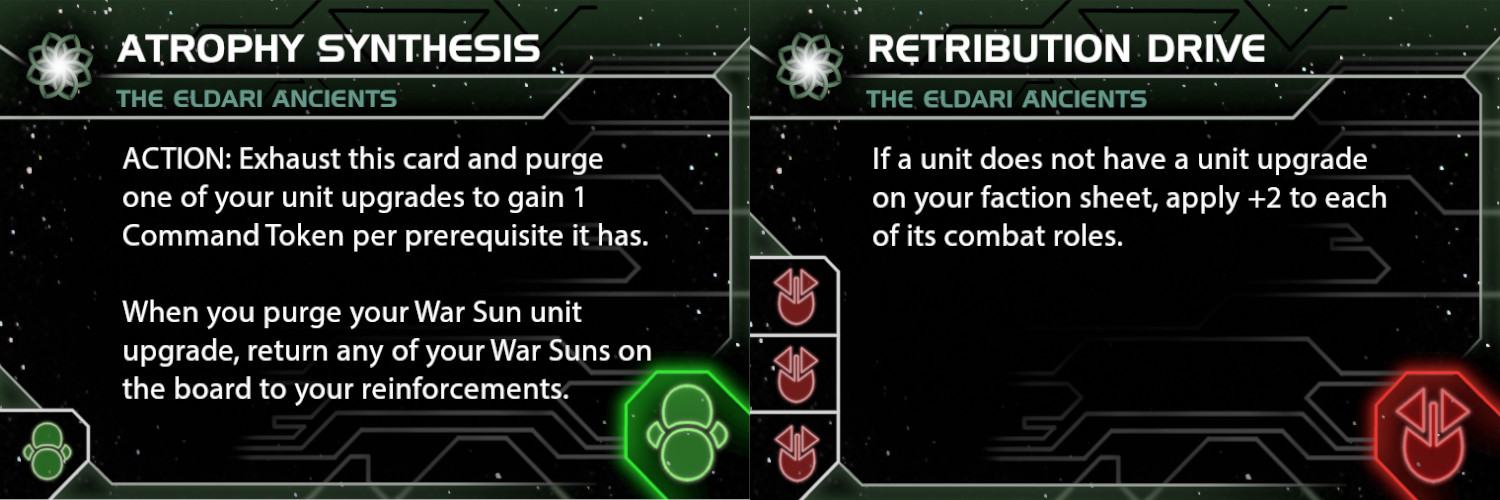 ATROPHY SYNTHESIS
THE ELDARI ANCIENTS
ACTION: Exhaust this card and purge
one of your unit upgrades to gain 1
Command Token per prerequisite it has.
When you purge your War Sun unit
upgrade, return any of your War Suns on
the board to your reinforcements.
RETRIBUTION DRIVE
THE ELDARI ANCIENTS
If a unit does not have a unit upgrade
on your faction sheet, apply +2 to each
of its combat roles.